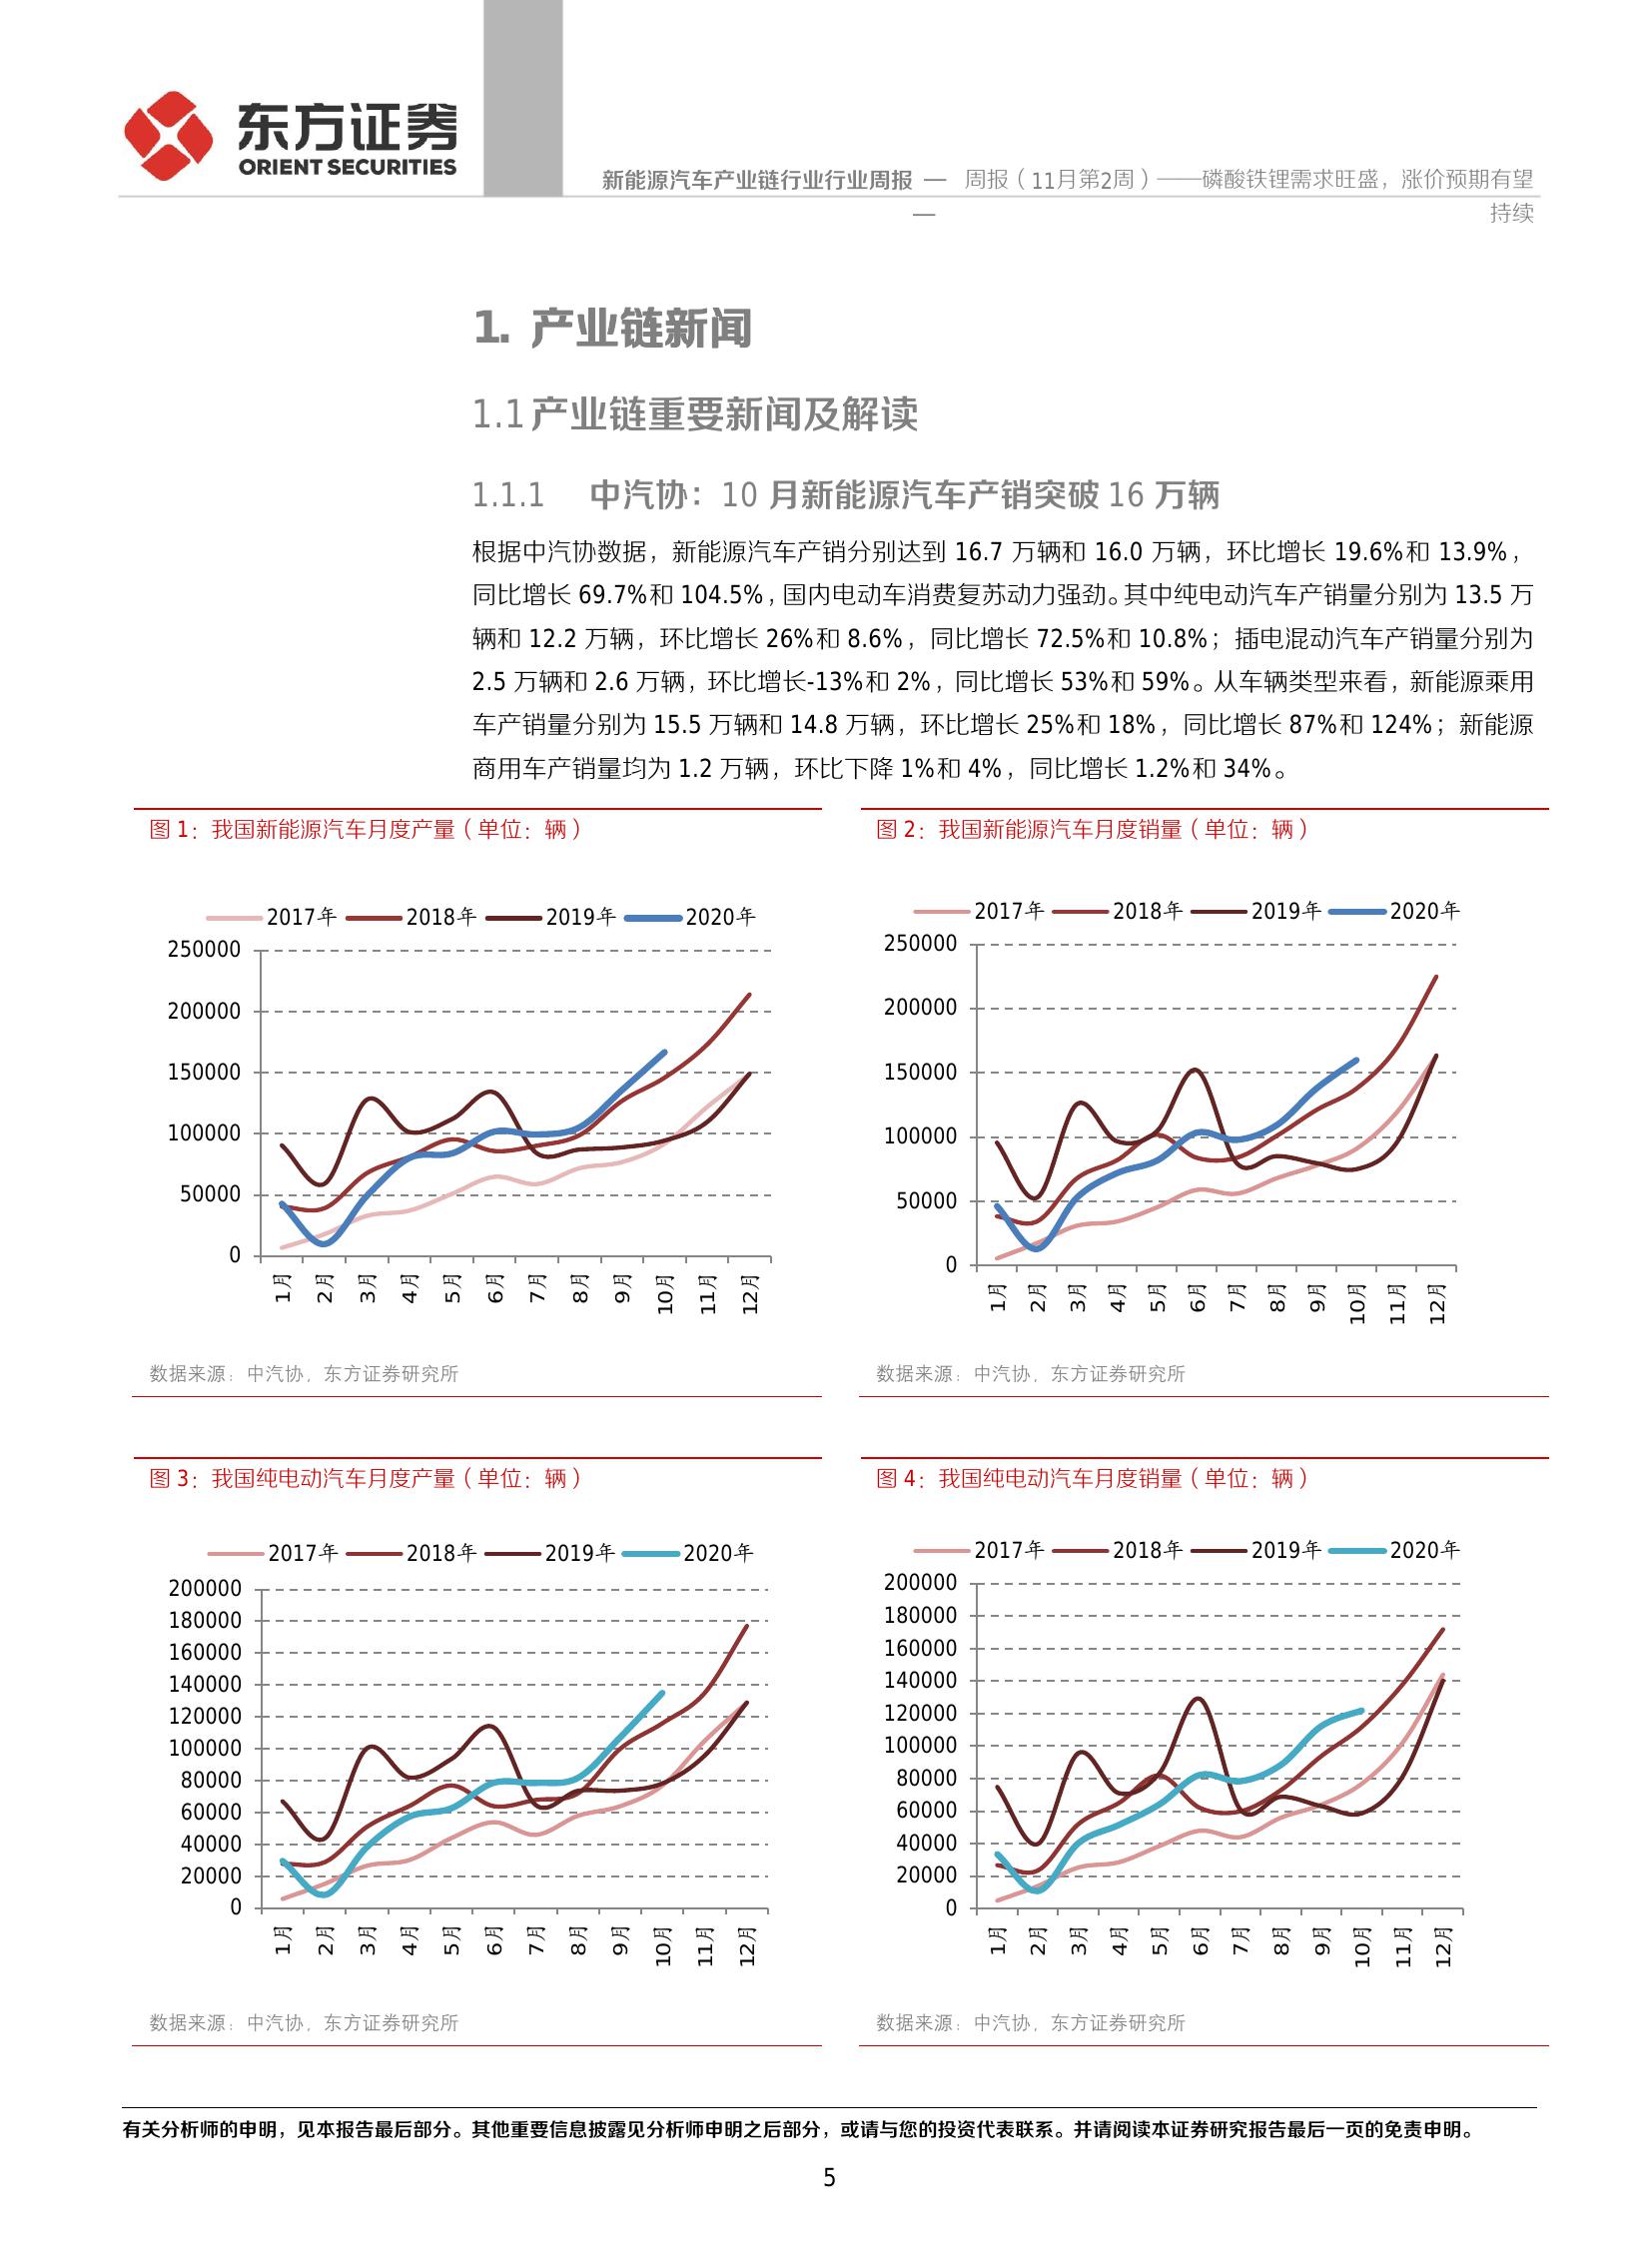 东方证券
ORIENT SECURITIES
新能源汽车产业链行业行业周报 — 周报（11月第2周）——磷酸铁锂需求旺盛，涨价预期有望
— 持续
1. 产业链新闻
1.1产业链重要新闻及解读
1.1.1 中汽协：10 月新能源汽车产销突破 16 万辆
根据中汽协数据，新能源汽车产销分别达到 16.7 万辆和 16.0 万辆，环比增长 19.6%和 13.9%，
同比增长 69.7%和 104.5%，国内电动车消费复苏动力强劲。其中纯电动汽车产销量分别为 13.5 万
辆和 12.2 万辆，环比增长 26%和 8.6%，同比增长 72.5%和 10.8%；插电混动汽车产销量分别为
2.5 万辆和 2.6 万辆，环比增长-13%和 2%，同比增长 53%和 59%。从车辆类型来看，新能源乘用
车产销量分别为 15.5 万辆和 14.8 万辆，环比增长 25%和 18%，同比增长 87%和 124%；新能源
商用车产销量均为 1.2 万辆，环比下降 1%和 4%，同比增长 1.2%和 34%。
图 1：我国新能源汽车月度产量（单位：辆）
2017年 2018年 2019年 2020年
250000
200000
150000
100000
50000
0
1月 2月 3月 4月 5月 6月 7月 8月 9月 10月 11月 12月
数据来源：中汽协，东方证券研究所
图 2：我国新能源汽车月度销量（单位：辆）
2017年 2018年 2019年 2020年
250000
200000
150000
100000
50000
0
1月 2月 3月 4月 5月 6月 7月 8月 9月 10月 11月 12月
数据来源：中汽协，东方证券研究所
图 3：我国纯电动汽车月度产量（单位：辆）
2017年 2018年 2019年 2020年
200000
180000
160000
140000
120000
100000
80000
60000
40000
20000
0
1月 2月 3月 4月 5月 6月 7月 8月 9月 10月 11月 12月
数据来源：中汽协，东方证券研究所
图 4：我国纯电动汽车月度销量（单位：辆）
2017年 2018年 2019年 2020年
200000
180000
160000
140000
120000
100000
80000
60000
40000
20000
0
1月 2月 3月 4月 5月 6月 7月 8月 9月 10月 11月 12月
数据来源：中汽协，东方证券研究所
有关分析师的申明，见本报告最后部分。其他重要信息披露见分析师申明之后部分，或请与您的投资代表联系。并请阅读本证券研究报告最后一页的免责申明。
5